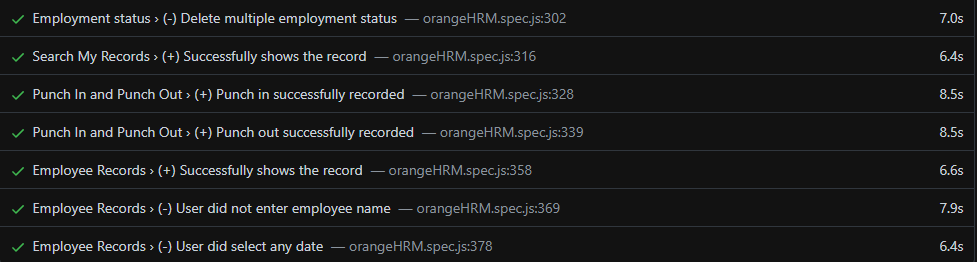 Employment status › (-) Delete multiple employment status — orangeHRM.spec.js:302 7.0s
Search My Records › (+) Successfully shows the record — orangeHRM.spec.js:316 6.4s
Punch In and Punch Out › (+) Punch in successfully recorded — orangeHRM.spec.js:328 8.5s
Punch In and Punch Out › (+) Punch out successfully recorded — orangeHRM.spec.js:339 8.5s
Employee Records › (+) Successfully shows the record — orangeHRM.spec.js:358 6.6s
Employee Records › (-) User did not enter employee name — orangeHRM.spec.js:369 7.9s
Employee Records › (-) User did select any date — orangeHRM.spec.js:378 6.4s